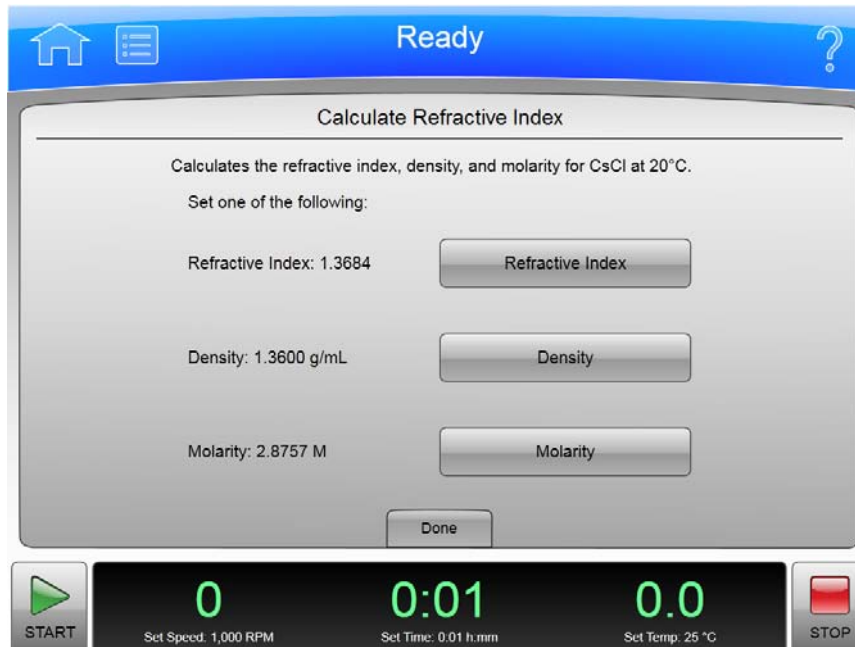 Ready
Calculate Refractive Index
Calculates the refractive index, density, and molarity for CsCl at 20°C.
Set one of the following:
Refractive Index: 1.3684
Refractive Index
Density: 1.3600 g/mL
Density
Molarity: 2.8757 M
Molarity
Done
START
0
Set Speed: 1,000 RPM
0:01
Set Time: 0:01 h:mm
0.0
Set Temp: 25 °C
STOP